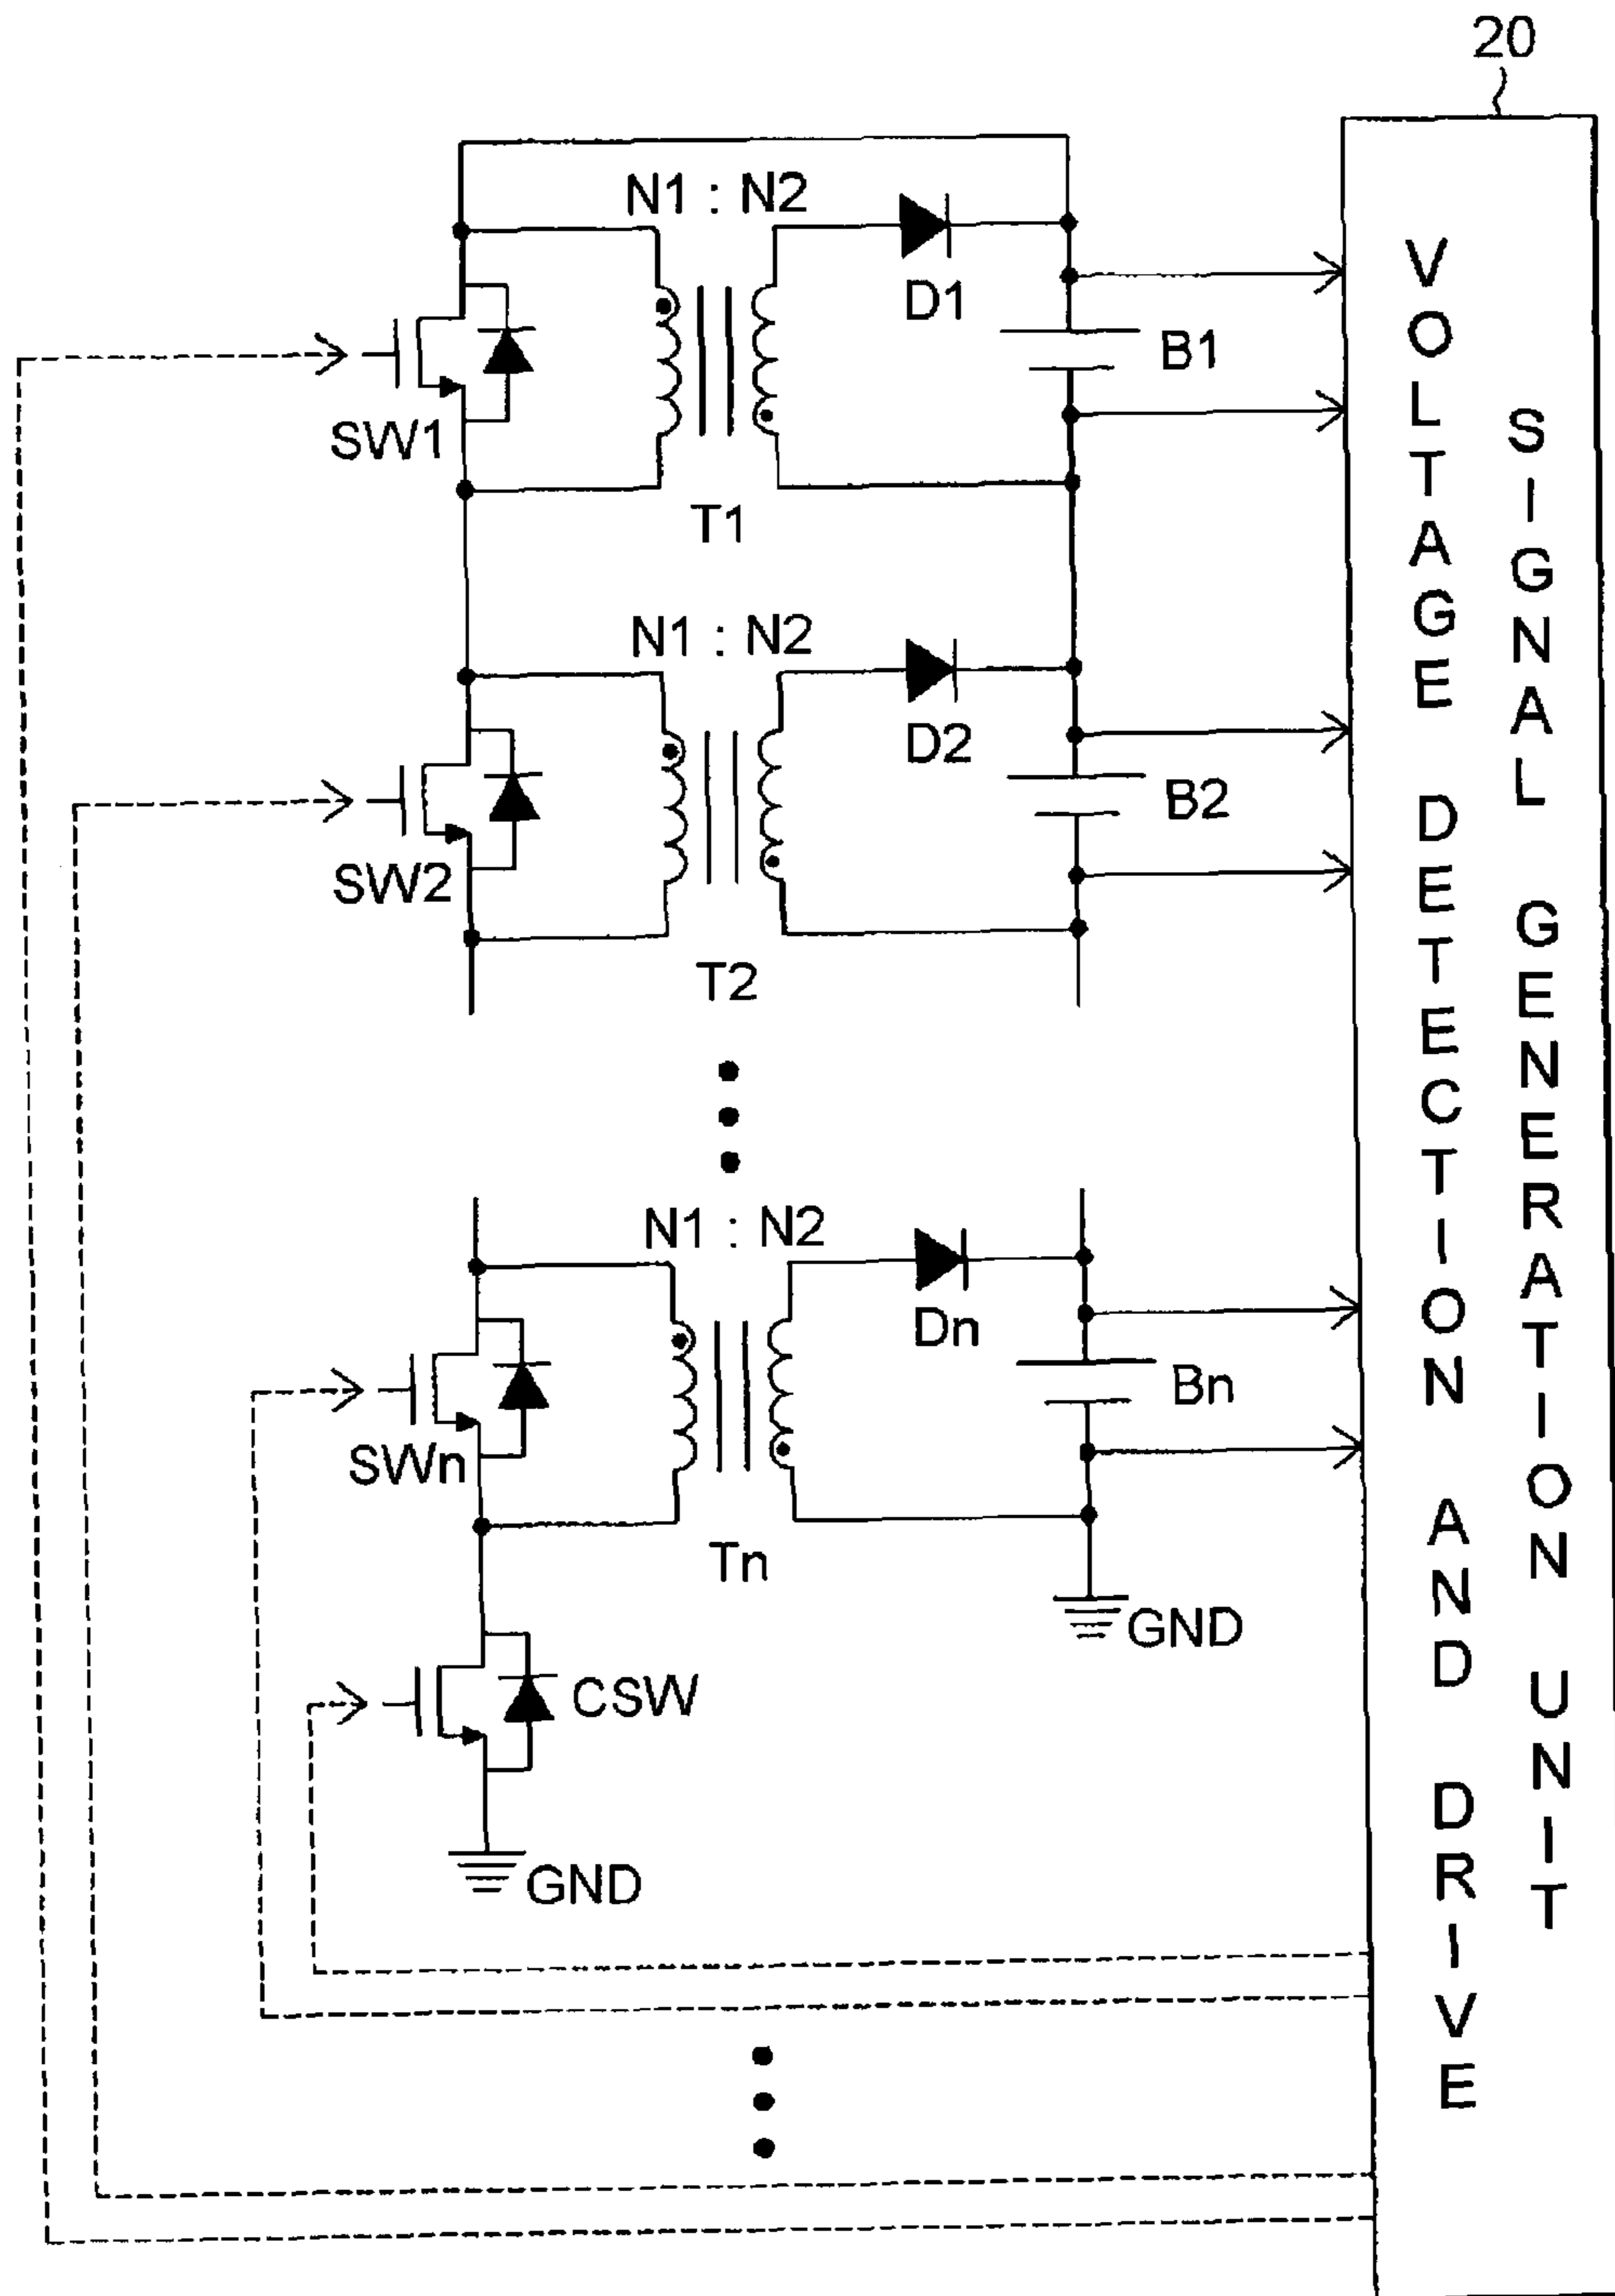 20
N1 : N2
D1
B1
SW1
T1
N1 : N2
D2
B2
SW2
T2
N1 : N2
Dn
Bn
SWn
Tn
GND
CSW
GND
VOLTAGE DETECTION AND DRIVE
SIGNAL GENERATION UNIT